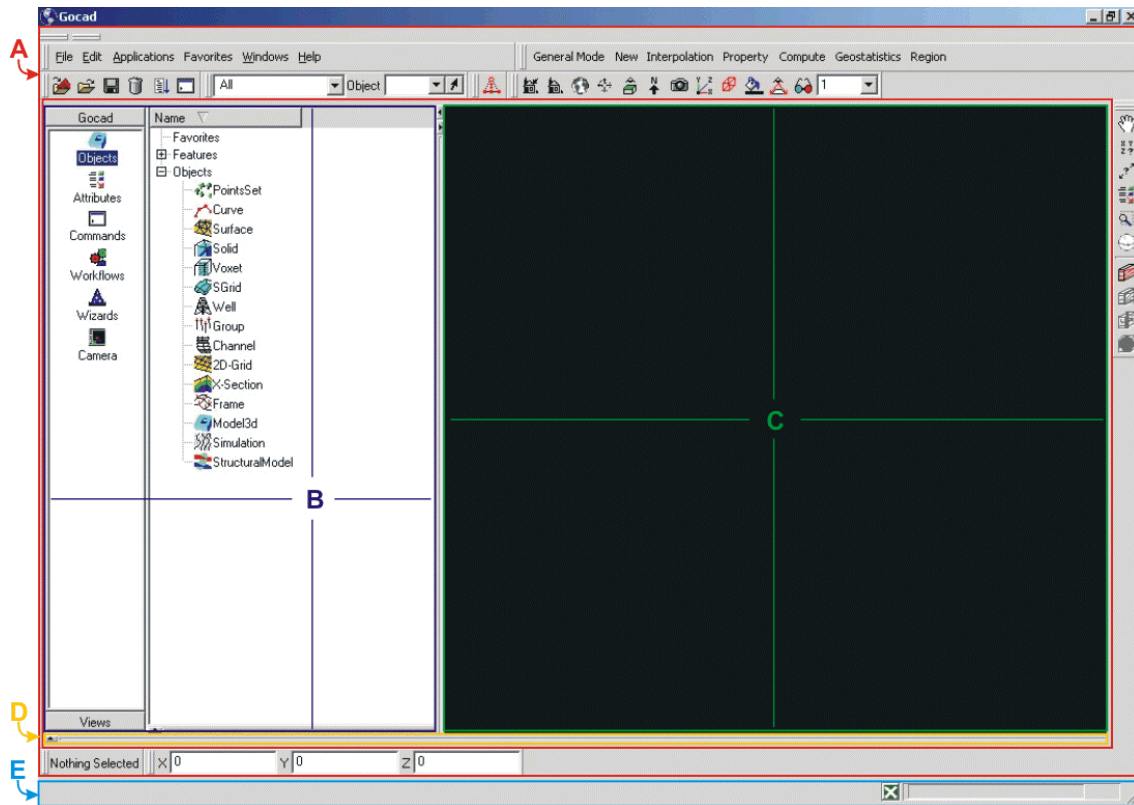 Gocad
A
File Edit Applications Favorites Windows Help
General Mode New Interpolation Property Compute Geostatistics Region
All Object 1
Gocad
Name
Objects
Attributes
Commands
Workflows
Wizards
Camera
Favorites
Features
Objects
PointsSet
Curve
Surface
Solid
Voxet
SGrid
Well
Group
Channel
2D-Grid
X-Section
Frame
Model3d
Simulation
StructuralModel
B
C
Views
D
Nothing Selected X 0 Y 0 Z 0
E